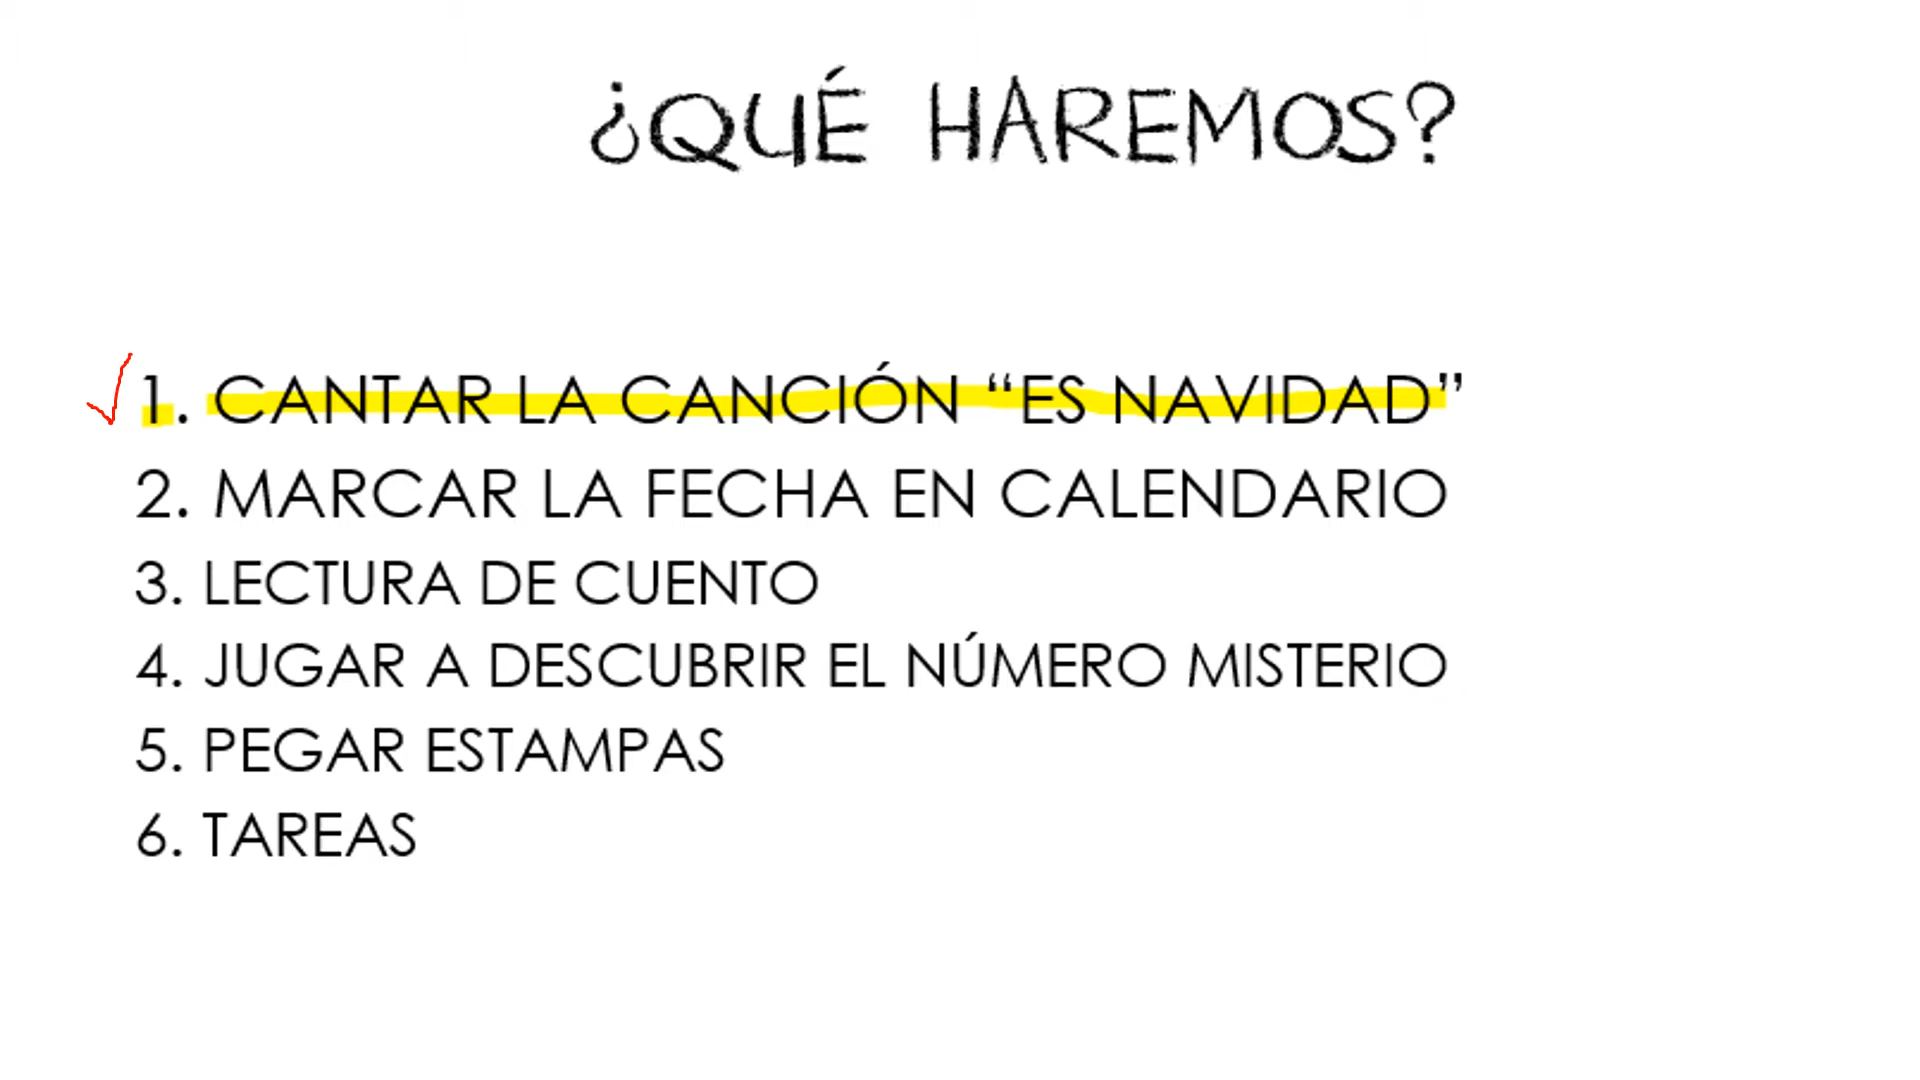 ¿QUÉ HAREMOS?
1. CANTAR LA CANCIÓN “ES NAVIDAD”
2. MARCAR LA FECHA EN CALENDARIO
3. LECTURA DE CUENTO
4. JUGAR A DESCUBRIR EL NÚMERO MISTERIO
5. PEGAR ESTAMPAS
6. TAREAS